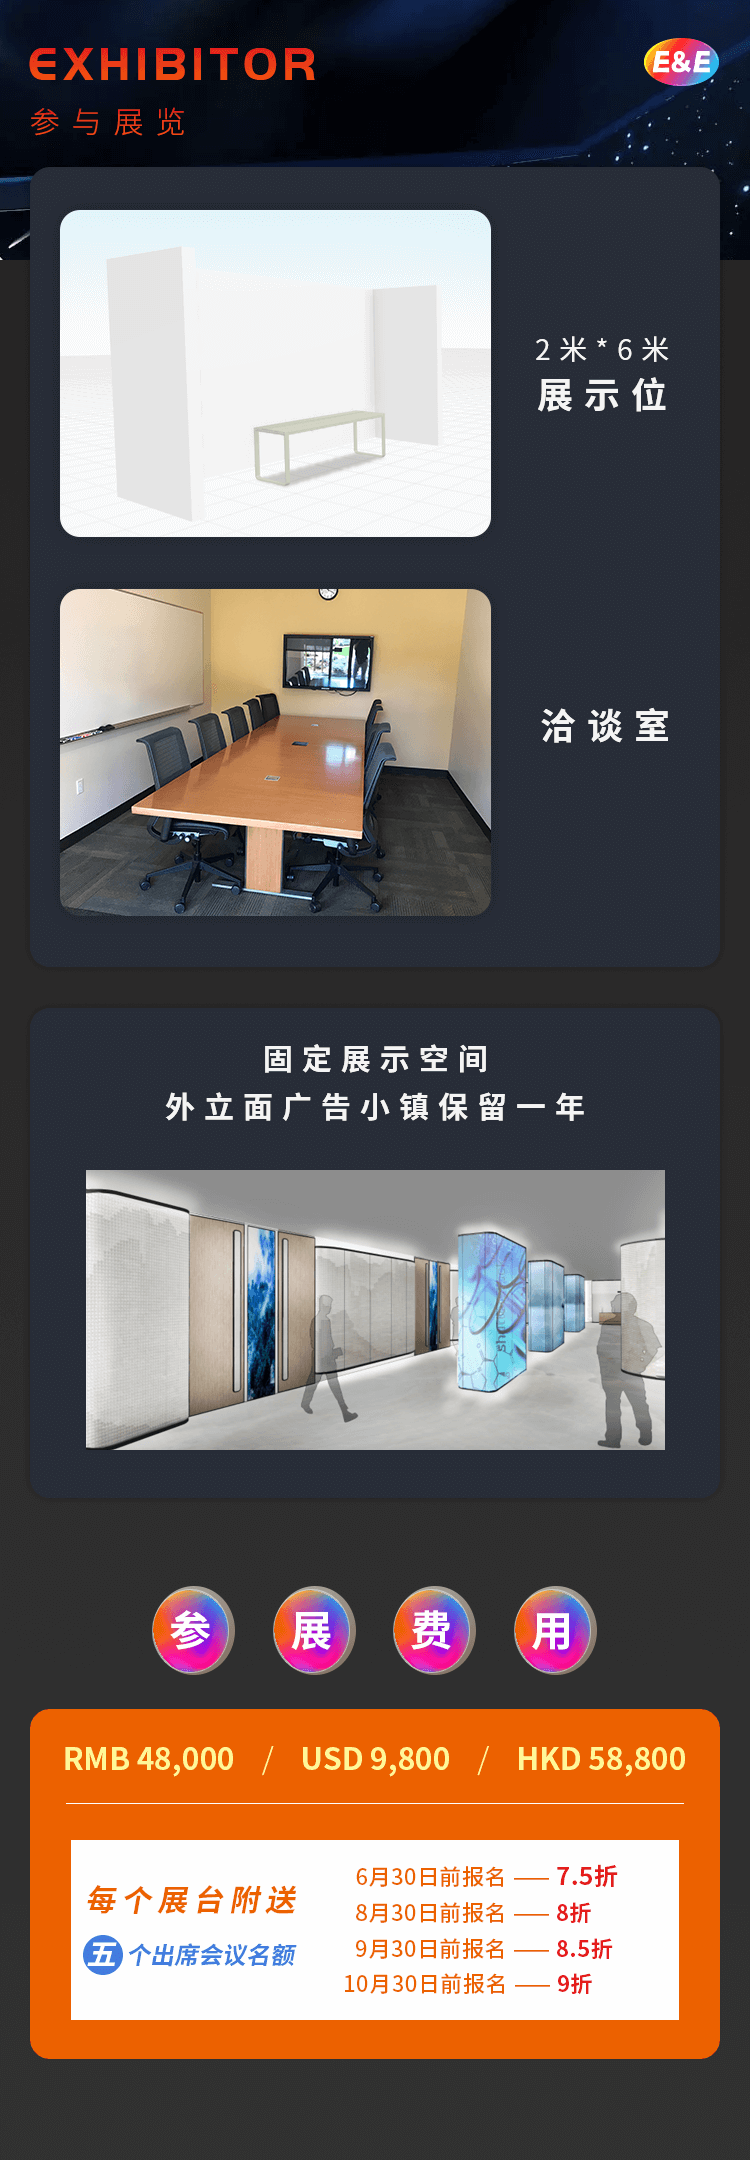 EXHIBITOR
E&E
参与展览
2米*6米
展示位
洽谈室
固定展示空间
外立面广告小镇保留一年
参展费用
RMB 48,000 / USD 9,800 / HKD 58,800
每个展台附送
五个出席会议名额
6月30日前报名 —— 7.5折
8月30日前报名 —— 8折
9月30日前报名 —— 8.5折
10月30日前报名 —— 9折